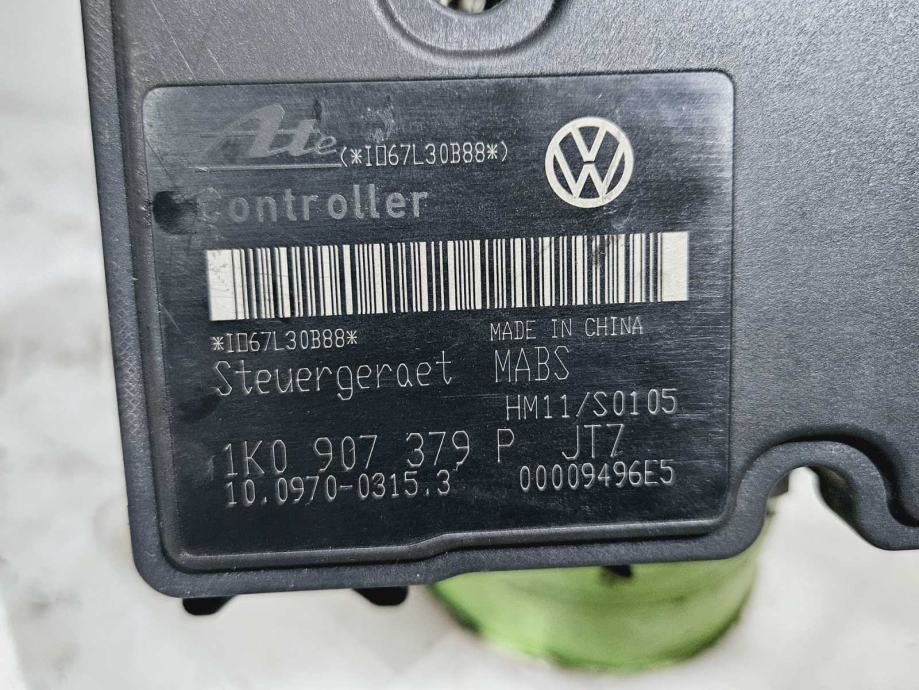 Ate (*I□67L30B88*)
Controller
*I□67L30B88*
MADE IN CHINA
Steuergeraet MABS
HM11/S0105
1K0 907 379 P JT7
10.0970-0315.3 00009496E5